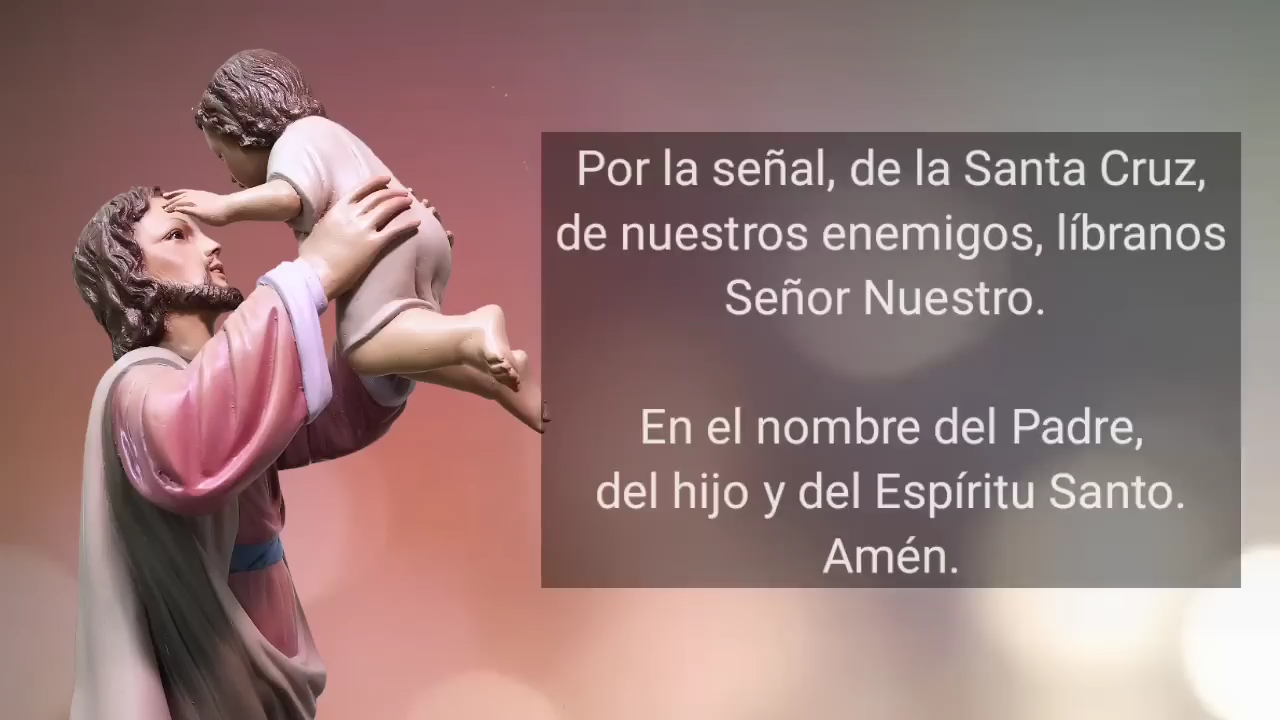 Por la señal, de la Santa Cruz,
de nuestros enemigos, líbranos
Señor Nuestro.
En el nombre del Padre,
del hijo y del Espíritu Santo.
Amén.